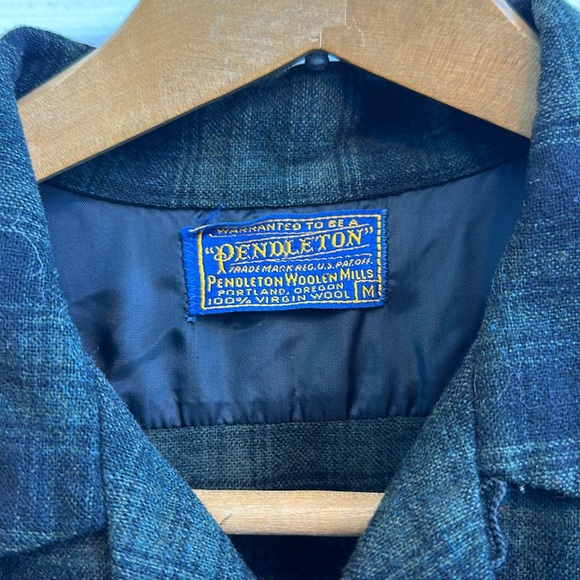 WARRANTED TO BE A
"PENDLETON"
TRADE MARK REG. U.S. PAT. OFF.
PENDLETON WOOLEN MILLS
PORTLAND, OREGON
100% VIRGIN WOOL M